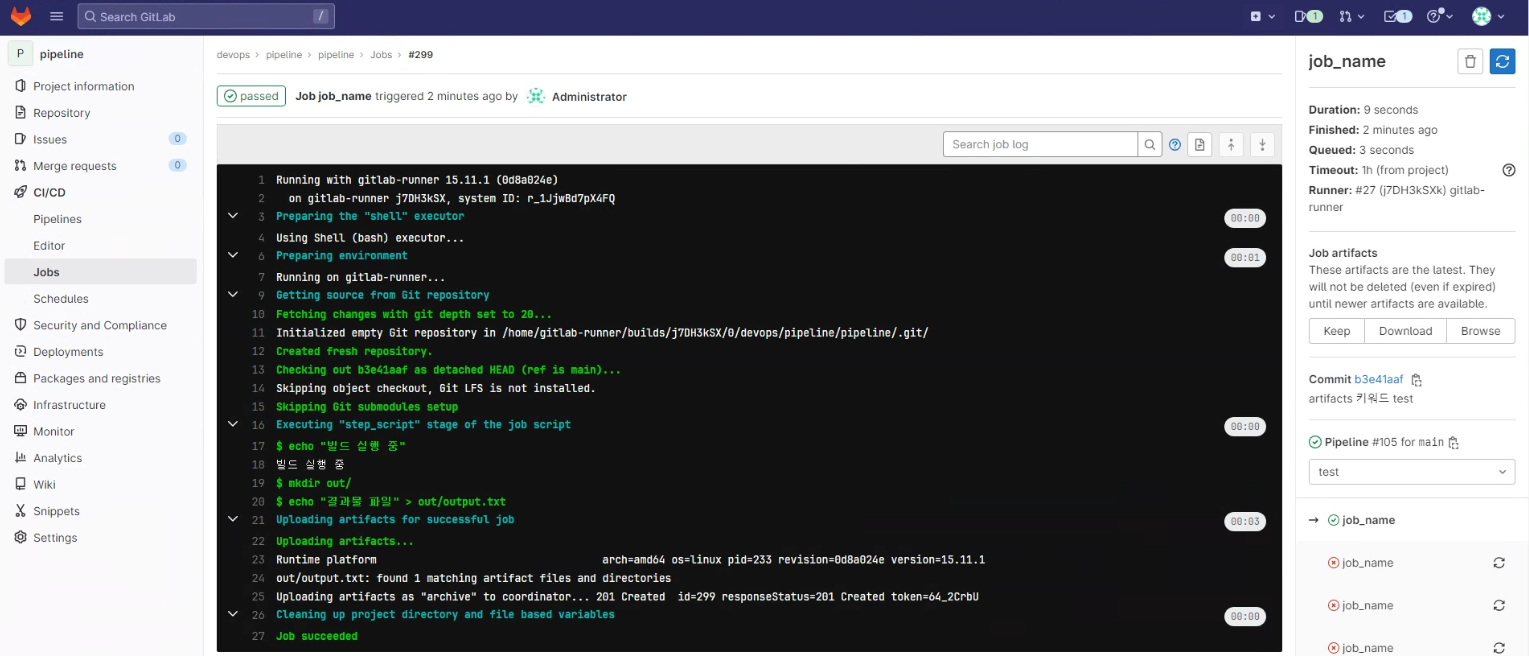 Search GitLab /
1
1
P pipeline
Project information
Repository
Issues 0
Merge requests 0
CI/CD
Pipelines
Editor
Jobs
Schedules
Security and Compliance
Deployments
Packages and registries
Infrastructure
Monitor
Analytics
Wiki
Snippets
Settings
devops > pipeline > pipeline > Jobs > #299
passed Job job_name triggered 2 minutes ago by Administrator
Search job log
1 Running with gitlab-runner 15.11.1 (0d8a024e)
2 on gitlab-runner j7DH3kSX, system ID: r_1JjwBd7pX4FQ
3 Preparing the "shell" executor 00:00
4 Using Shell (bash) executor...
6 Preparing environment 00:01
7 Running on gitlab-runner...
9 Getting source from Git repository
10 Fetching changes with git depth set to 20...
11 Initialized empty Git repository in /home/gitlab-runner/builds/j7DH3kSX/0/devops/pipeline/pipeline/.git/
12 Created fresh repository.
13 Checking out b3e41aaf as detached HEAD (ref is main)...
14 Skipping object checkout, Git LFS is not installed.
15 Skipping Git submodules setup
16 Executing "step_script" stage of the job script 00:00
17 $ echo "빌드 실행 중"
18 빌드 실행 중
19 $ mkdir out/
20 $ echo "결과물 파일" > out/output.txt
21 Uploading artifacts for successful job 00:03
22 Uploading artifacts...
23 Runtime platform arch=amd64 os=linux pid=233 revision=0d8a024e version=15.11.1
24 out/output.txt: found 1 matching artifact files and directories
25 Uploading artifacts as "archive" to coordinator... 201 Created id=299 responseStatus=201 Created token=64_2CrbU
26 Cleaning up project directory and file based variables 00:00
27 Job succeeded
job_name
Duration: 9 seconds
Finished: 2 minutes ago
Queued: 3 seconds
Timeout: 1h (from project)
Runner: #27 (j7DH3kSXk) gitlab-
runner
Job artifacts
These artifacts are the latest. They
will not be deleted (even if expired)
until newer artifacts are available.
Keep Download Browse
Commit b3e41aaf
artifacts 키워드 test
Pipeline #105 for main
test
→ job_name
job_name
job_name
job_name